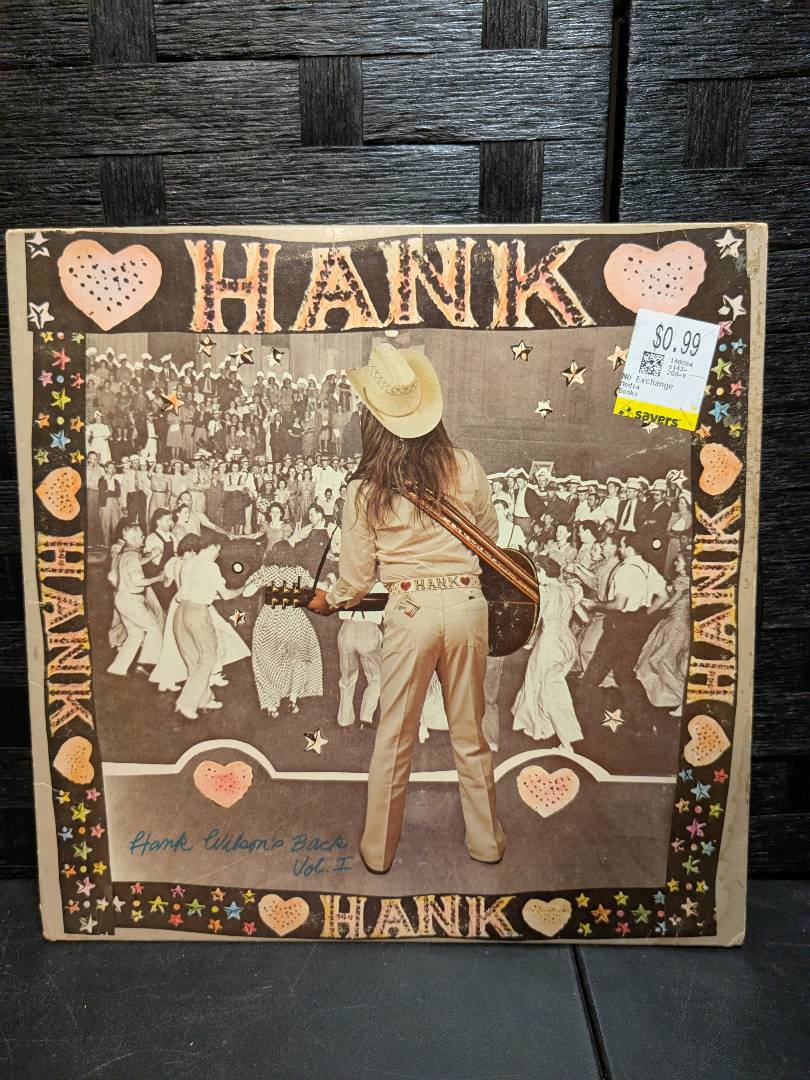 HANK
$0.99
NO Exchange
Media
Books
savers
HANK
HANK
HANK
Hank Wilson's Back
Vol. I
HANK